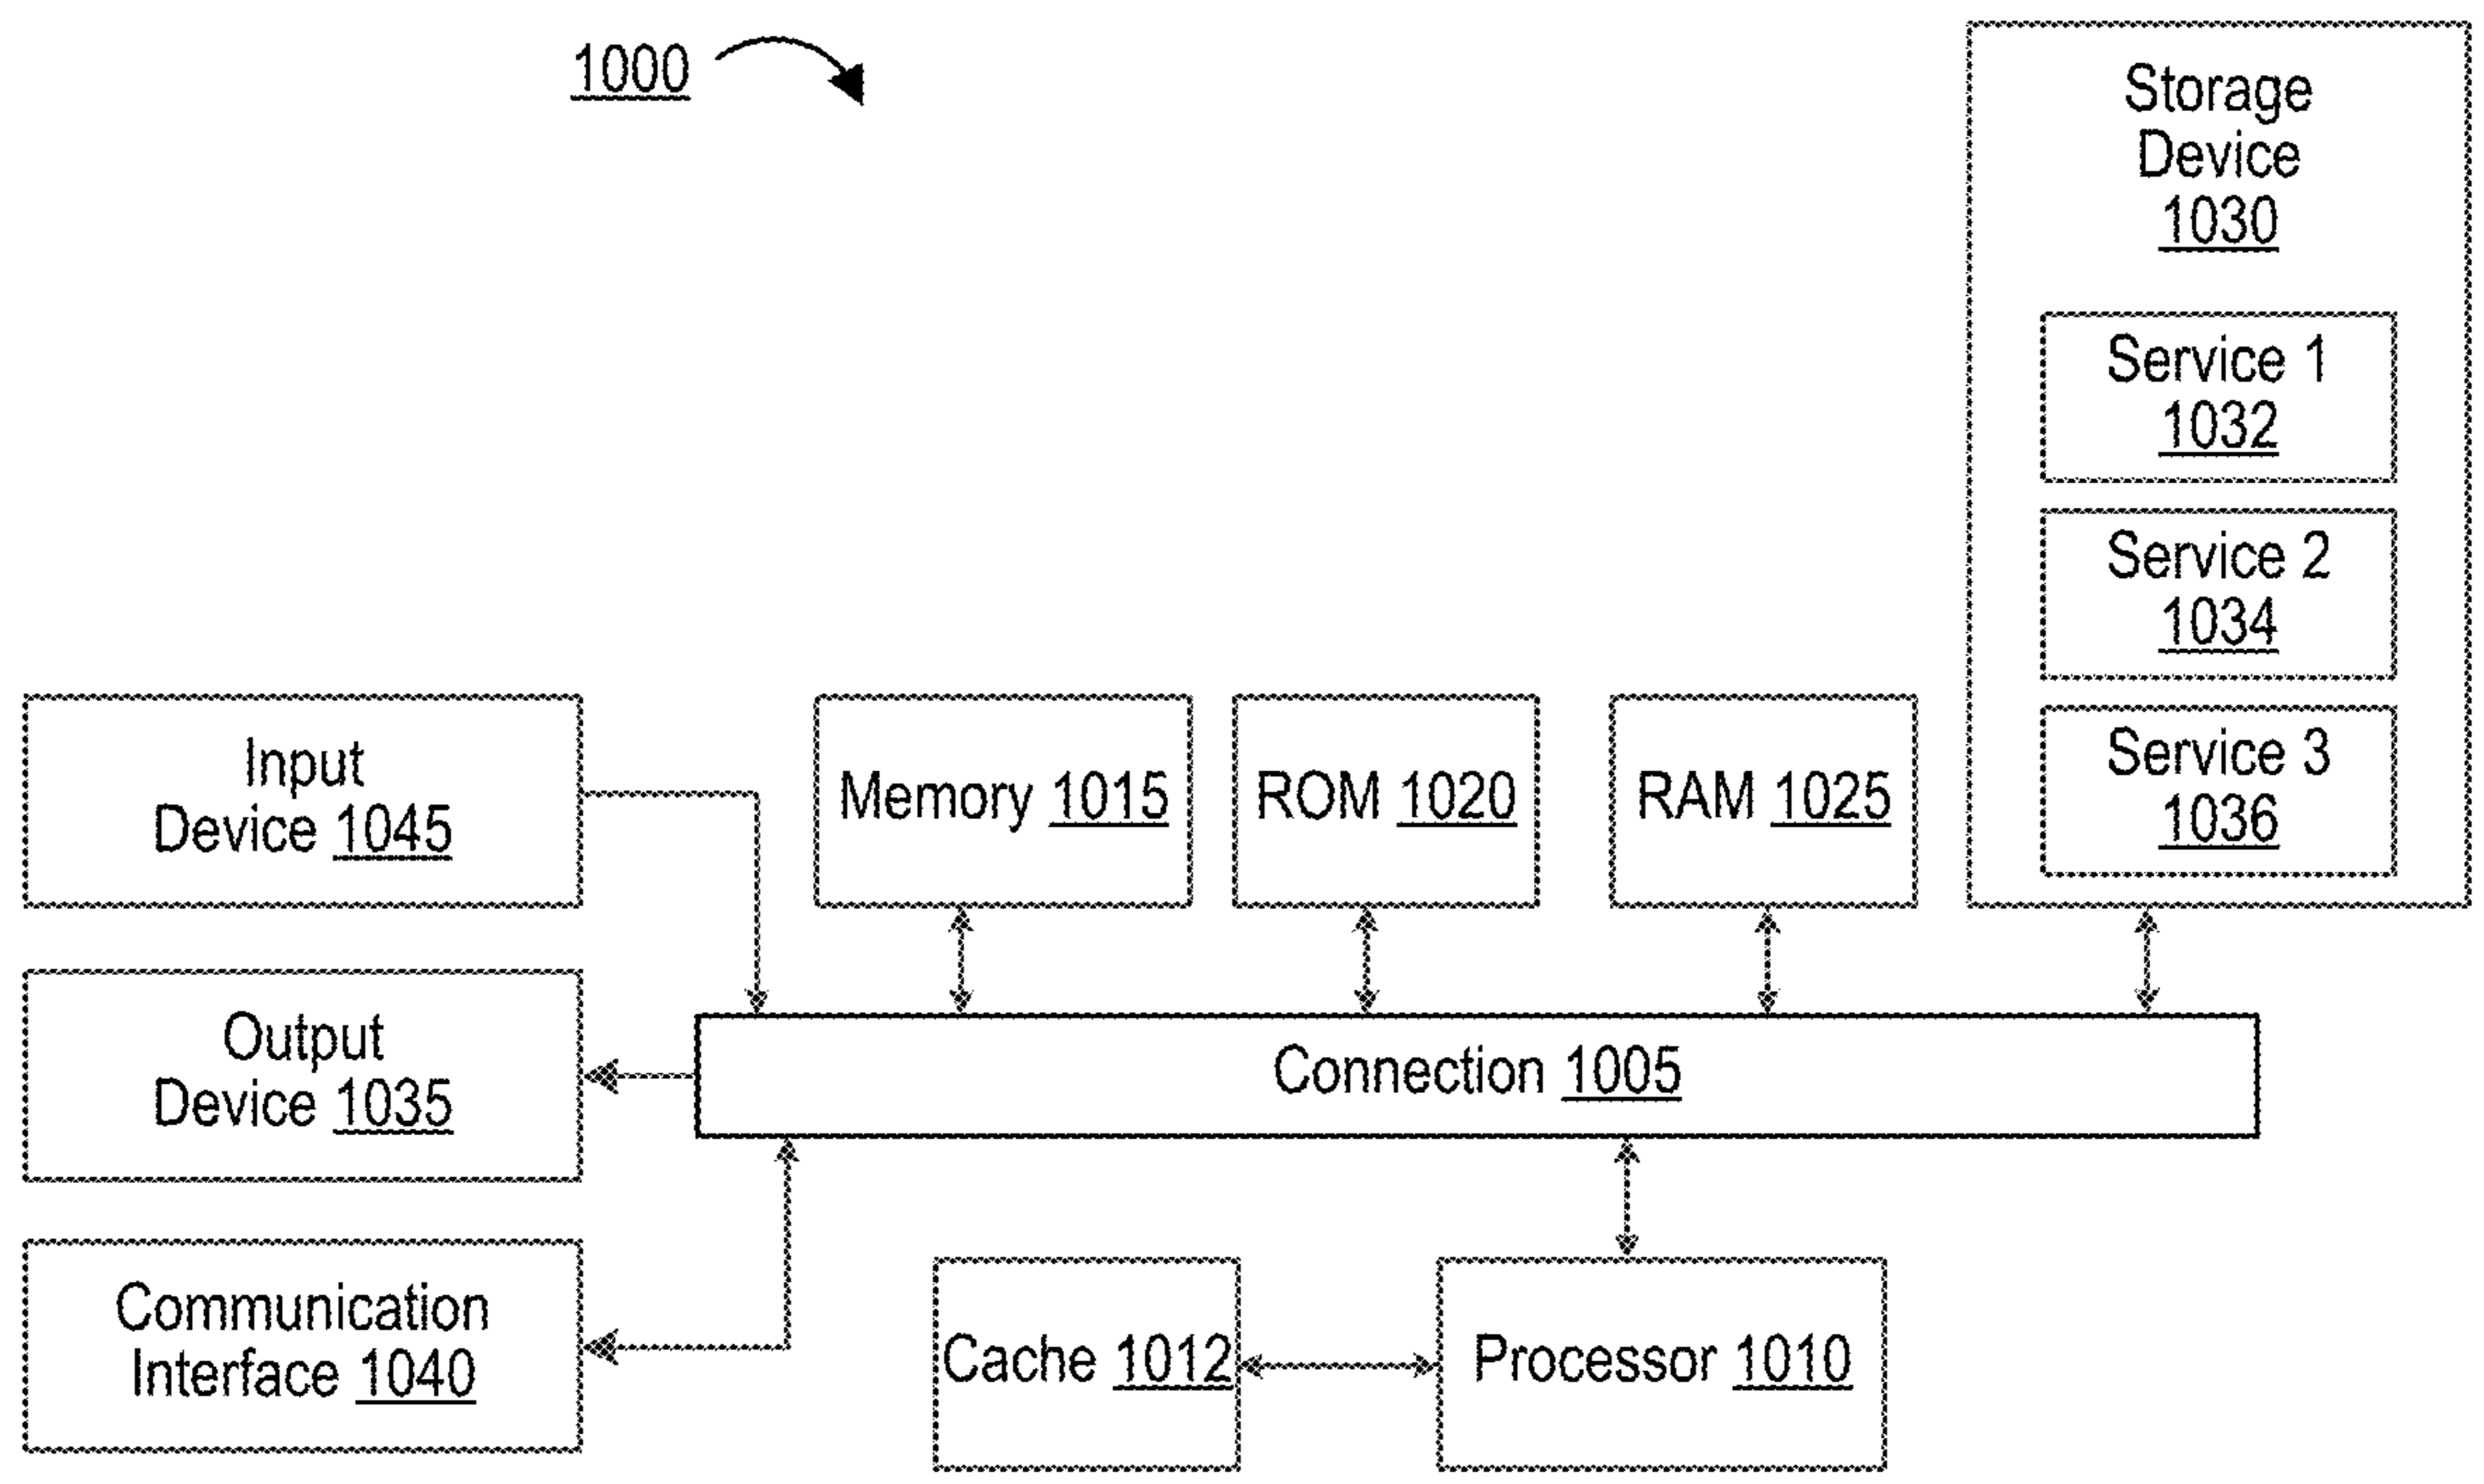 1000
Storage
Device
1030
Service 1
1032
Service 2
1034
Service 3
1036
Input
Device 1045
Memory 1015
ROM 1020
RAM 1025
Output
Device 1035
Connection 1005
Communication
Interface 1040
Cache 1012
Processor 1010